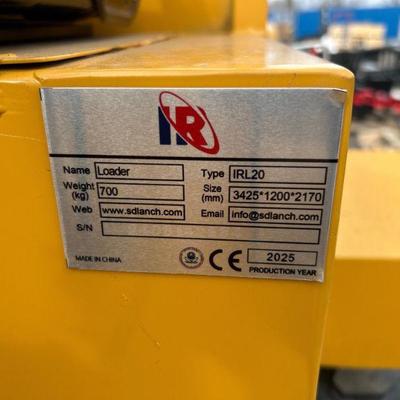 IR
Name Loader Type IRL20
Weight (kg) 700 Size (mm) 3425*1200*2170
Web www.sdlanch.com Email info@sdlanch.com
S/N
MADE IN CHINA CE 2025
PRODUCTION YEAR